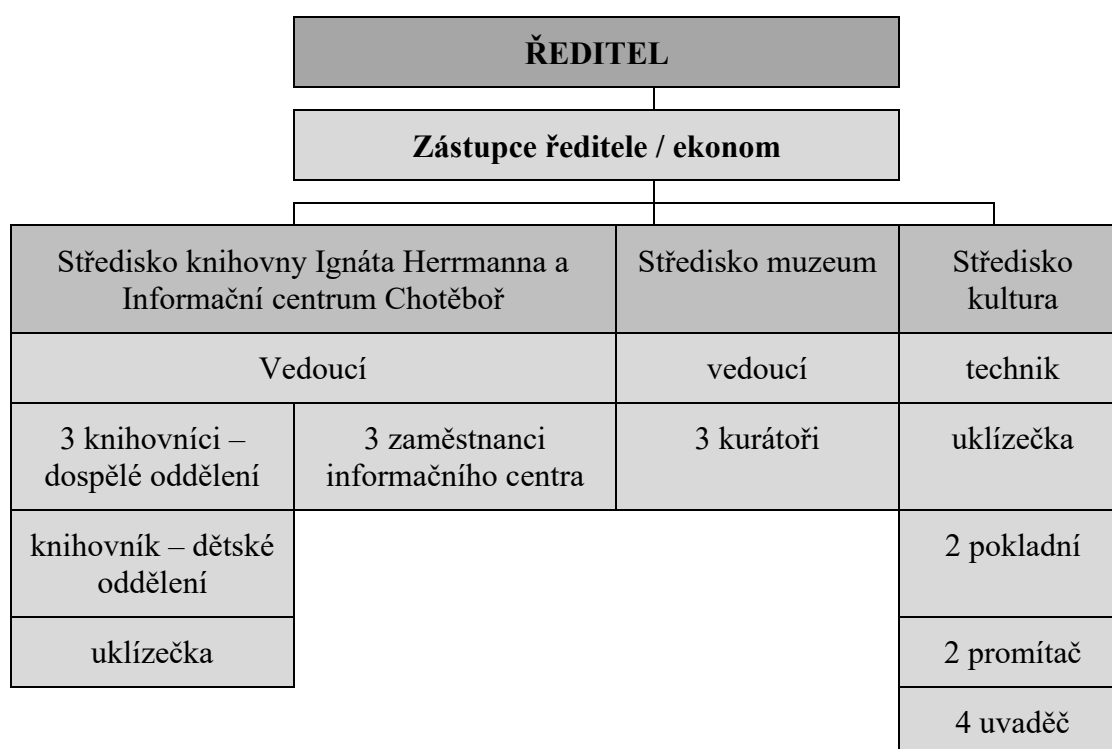 ŘEDITEL
Zástupce ředitele / ekonom
Středisko knihovny Ignáta Herrmanna a
Informační centrum Chotěboř
Středisko muzeum
Středisko
kultura
Vedoucí
vedoucí
technik
3 knihovníci –
dospělé oddělení
3 zaměstnanci
informačního centra
3 kurátoři
uklízečka
knihovník – dětské
oddělení
2 pokladní
uklízečka
2 promítač
4 uvaděč